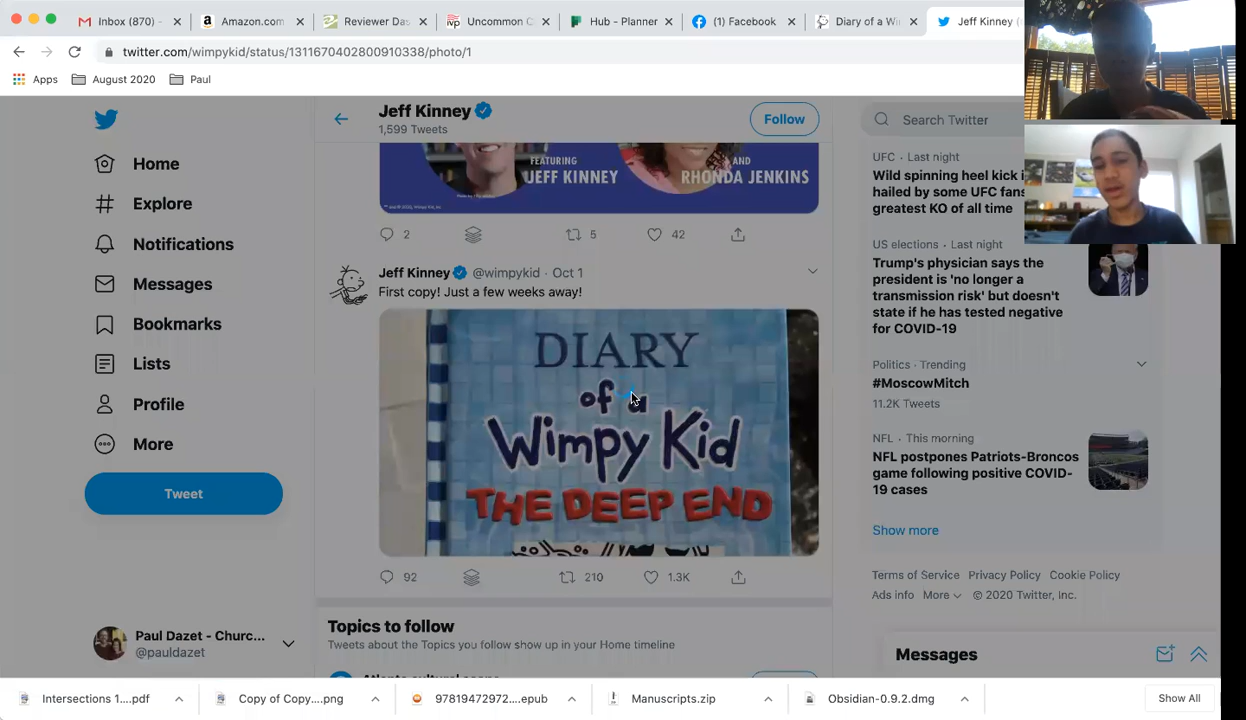 Inbox (870) -
Amazon.com
Reviewer Das
Uncommon C
Hub - Planner
(1) Facebook
Diary of a Wi
Jeff Kinney (
twitter.com/wimpykid/status/1311670402800910338/photo/1
Apps
August 2020
Paul
Home
Explore
Notifications
Messages
Bookmarks
Lists
Profile
More
Tweet
Paul Dazet - Churc...
@pauldazet
Jeff Kinney
1,599 Tweets
Follow
FEATURING
JEFF KINNEY
AND
RHONDA JENKINS
2
5
42
Jeff Kinney @wimpykid · Oct 1
First copy! Just a few weeks away!
DIARY
of a
Wimpy Kid
THE DEEP END
92
210
1.3K
Topics to follow
Tweets about the Topics you follow show up in your Home timeline
Search Twitter
UFC · Last night
Wild spinning heel kick i
hailed by some UFC fans
greatest KO of all time
US elections · Last night
Trump's physician says the
president is 'no longer a
transmission risk' but doesn't
state if he has tested negative
for COVID-19
Politics · Trending
#MoscowMitch
11.2K Tweets
NFL · This morning
NFL postpones Patriots-Broncos
game following positive COVID-
19 cases
Show more
Terms of Service Privacy Policy Cookie Policy
Ads info More © 2020 Twitter, Inc.
Messages
Intersections 1....pdf
Copy of Copy....png
97819472972....epub
Manuscripts.zip
Obsidian-0.9.2.dmg
Show All